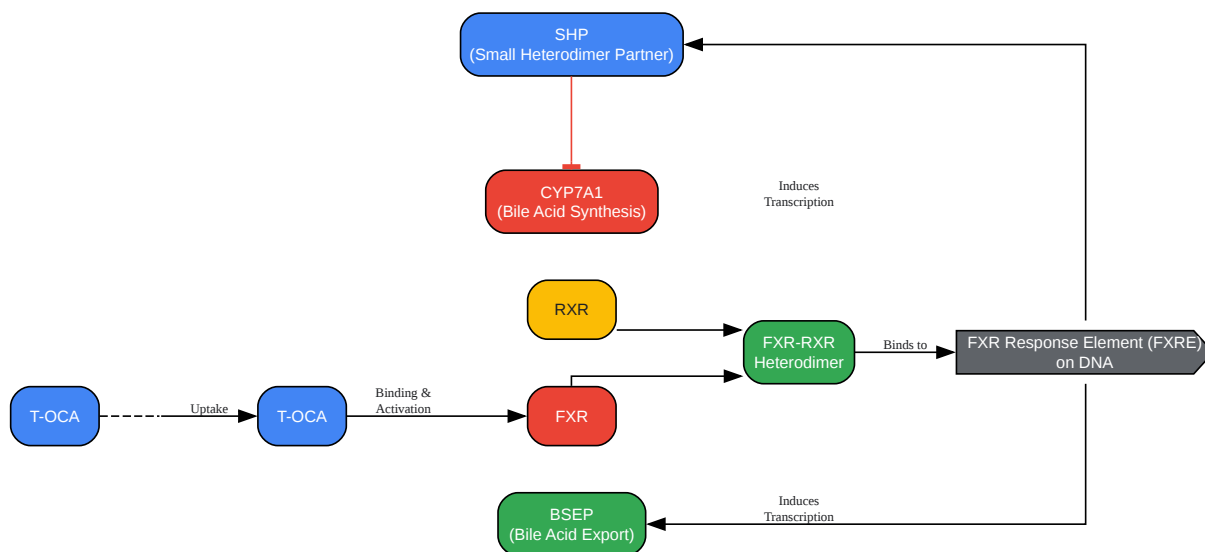 SHP
(Small Heterodimer Partner)
CYP7A1
(Bile Acid Synthesis)
Induces
Transcription
RXR
FXR-RXR
Heterodimer
Binds to
FXR Response Element (FXRE)
on DNA
T-OCA
Uptake
T-OCA
Binding &
Activation
FXR
BSEP
(Bile Acid Export)
Induces
Transcription